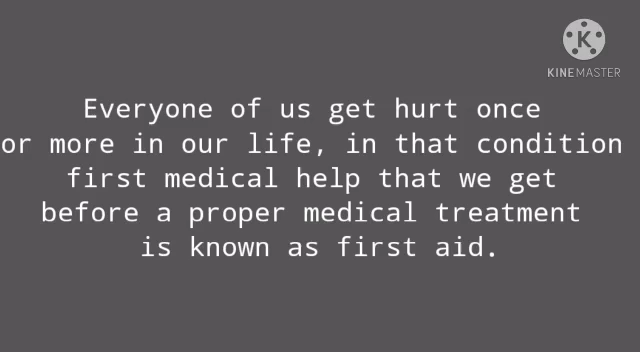 K
KINEMASTER
Everyone of us get hurt once
or more in our life, in that condition
first medical help that we get
before a proper medical treatment
is known as first aid.